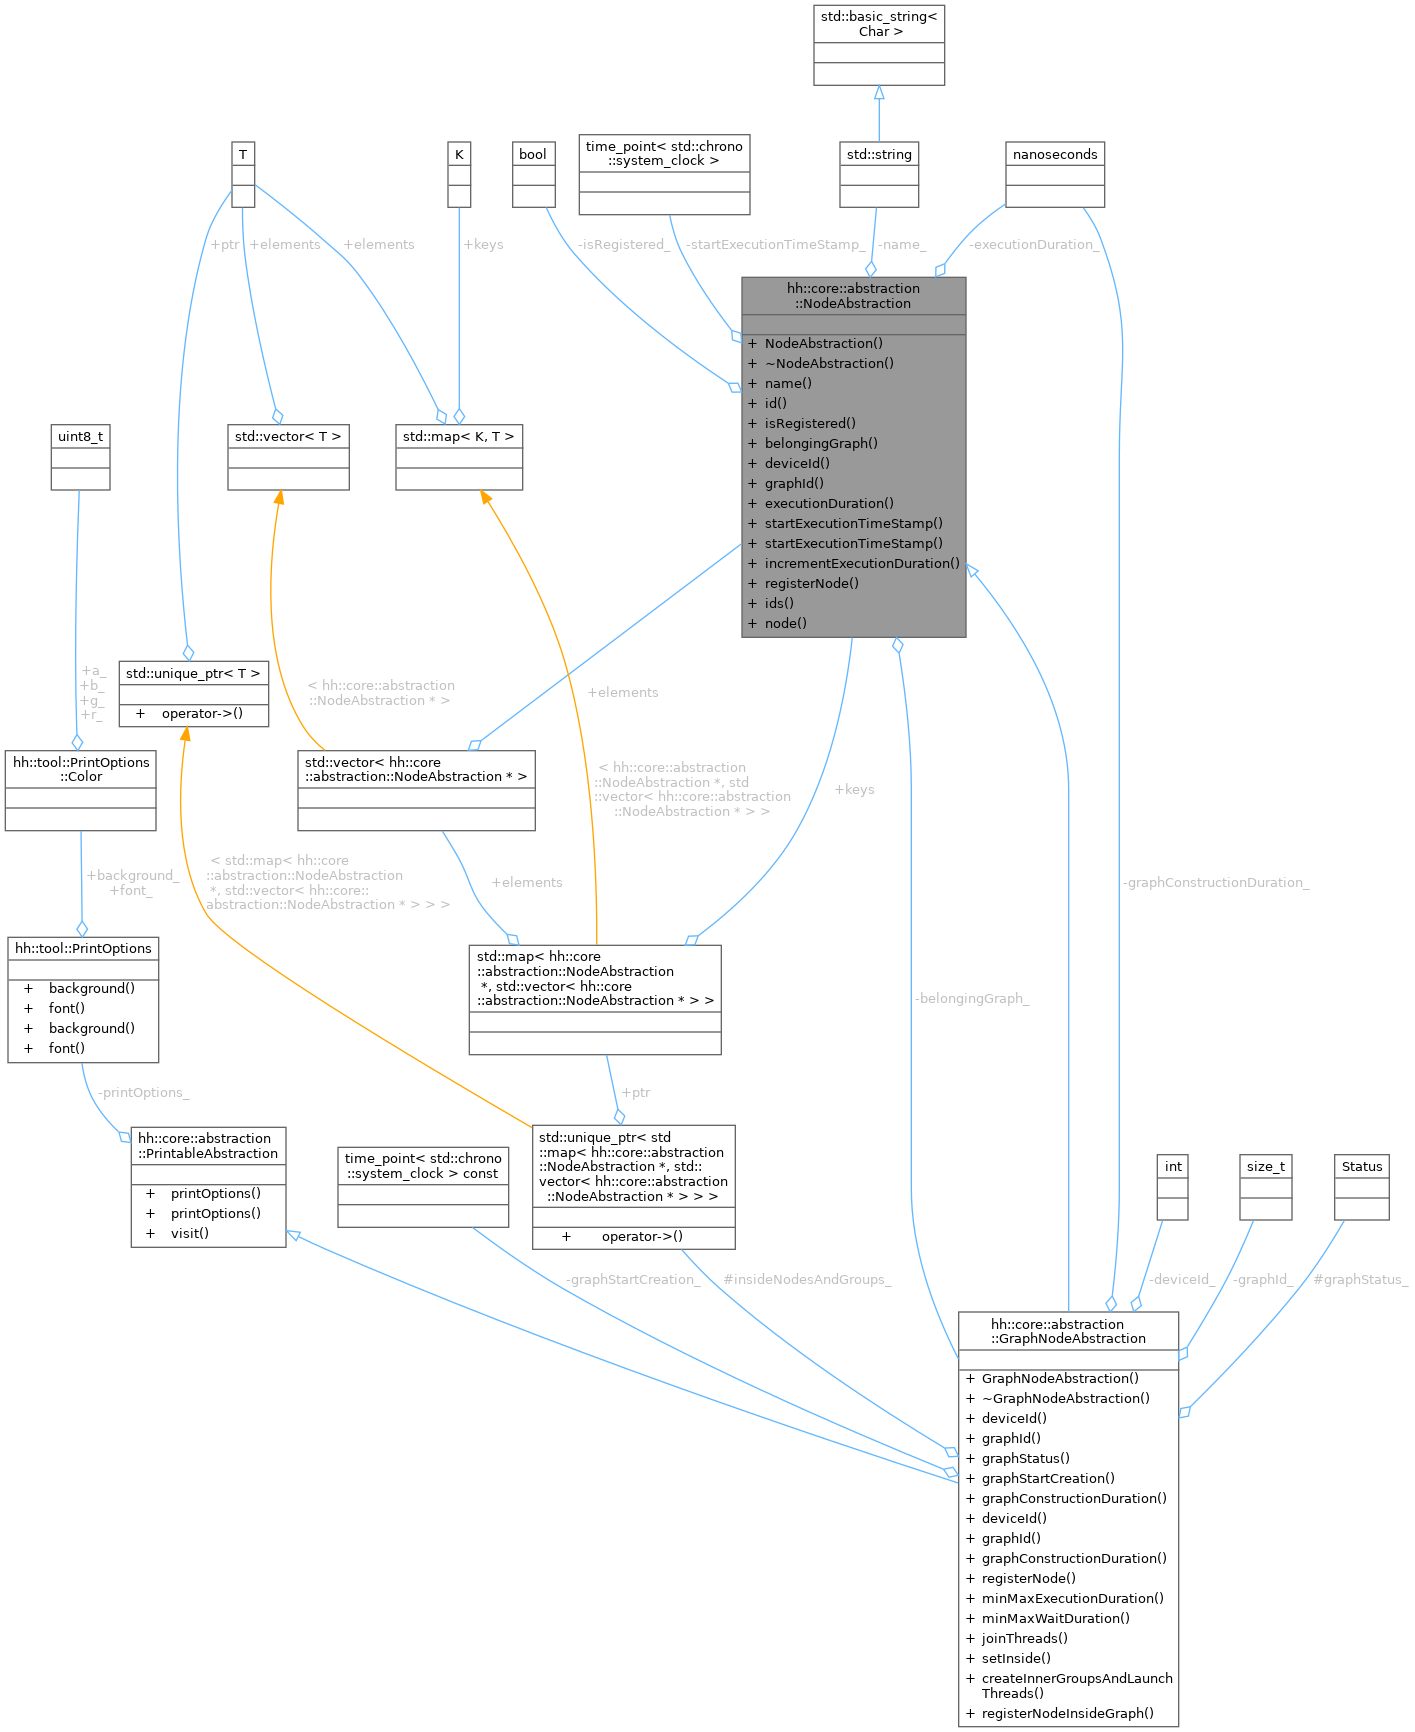 std::basic_string<
Char >
T
K
bool
time_point< std::chrono
::system_clock >
std::string
nanoseconds
+ptr
+elements
+elements
+keys
-isRegistered_
-startExecutionTimeStamp_
-name_
-executionDuration_
hh::core::abstraction
::NodeAbstraction
+ NodeAbstraction()
+ ~NodeAbstraction()
+ name()
+ id()
+ isRegistered()
+ belongingGraph()
+ deviceId()
+ graphId()
+ executionDuration()
+ startExecutionTimeStamp()
+ startExecutionTimeStamp()
+ incrementExecutionDuration()
+ registerNode()
+ ids()
+ node()
uint8_t
std::vector< T >
std::map< K, T >
+a_
+b_
+g_
+r_
std::unique_ptr< T >
+ operator->()
< hh::core::abstraction
::NodeAbstraction * >
+elements
hh::tool::PrintOptions
::Color
std::vector< hh::core
::abstraction::NodeAbstraction * >
< hh::core::abstraction
::NodeAbstraction *, std
::vector< hh::core::abstraction
::NodeAbstraction * > >
+keys
+background_
+font_
< std::map< hh::core
::abstraction::NodeAbstraction
*, std::vector< hh::core::
abstraction::NodeAbstraction * > > >
+elements
-graphConstructionDuration_
hh::tool::PrintOptions
+ background()
+ font()
+ background()
+ font()
std::map< hh::core
::abstraction::NodeAbstraction
*, std::vector< hh::core
::abstraction::NodeAbstraction * > >
-belongingGraph_
-printOptions_
+ptr
hh::core::abstraction
::PrintableAbstraction
+ printOptions()
+ printOptions()
+ visit()
time_point< std::chrono
::system_clock > const
std::unique_ptr< std
::map< hh::core::abstraction
::NodeAbstraction *, std::
vector< hh::core::abstraction
::NodeAbstraction * > > >
+ operator->()
int
size_t
Status
-graphStartCreation_
#insideNodesAndGroups_
-deviceId_
-graphId_
#graphStatus_
hh::core::abstraction
::GraphNodeAbstraction
+ GraphNodeAbstraction()
+ ~GraphNodeAbstraction()
+ deviceId()
+ graphId()
+ graphStatus()
+ graphStartCreation()
+ graphConstructionDuration()
+ deviceId()
+ graphId()
+ graphConstructionDuration()
+ registerNode()
+ minMaxExecutionDuration()
+ minMaxWaitDuration()
+ joinThreads()
+ setInside()
+ createInnerGroupsAndLaunch
Threads()
+ registerNodeInsideGraph()